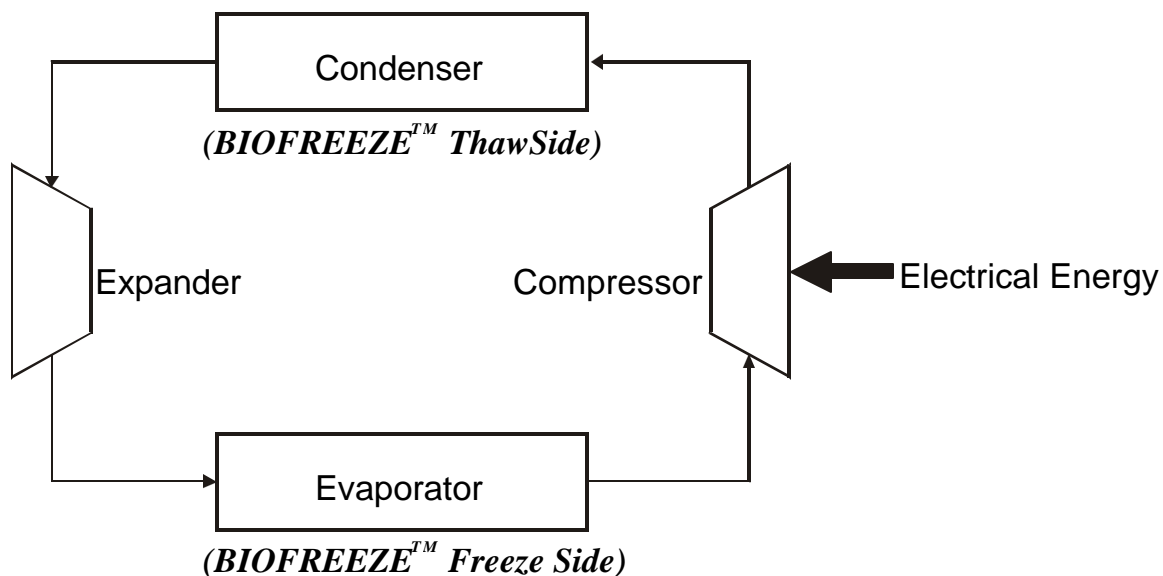 Condenser
(BIOFREEZE™ ThawSide)
Expander
Compressor
Electrical Energy
Evaporator
(BIOFREEZE™ Freeze Side)